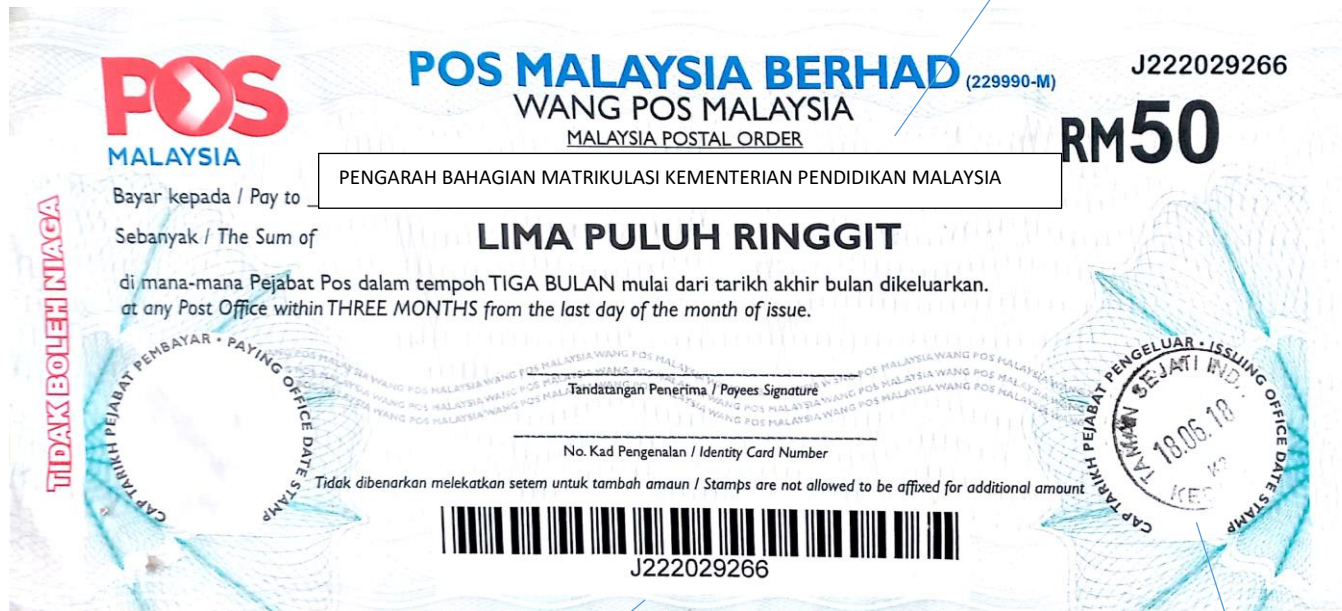 POS
MALAYSIA
POS MALAYSIA BERHAD (229990-M)
WANG POS MALAYSIA
MALAYSIA POSTAL ORDER
J222029266
RM50
PENGARAH BAHAGIAN MATRIKULASI KEMENTERIAN PENDIDIKAN MALAYSIA
Bayar kepada / Pay to
Sebanyak / The Sum of
LIMA PULUH RINGGIT
di mana-mana Pejabat Pos dalam tempoh TIGA BULAN mulai dari tarikh akhir bulan dikeluarkan.
at any Post Office within THREE MONTHS from the last day of the month of issue.
TIDAK BOLEH NIAGA
CAP TARIKH PEJABAT PEMBAYAR • PAYING OFFICE DATE STAMP
Tandatangan Penerima / Payees Signature
No. Kad Pengenalan / Identity Card Number
CAP TARIKH PEJABAT PENGELUAR • ISSUING OFFICE DATE STAMP
TAMAN SEJATI IND.
18.06.18
Tidak dibenarkan melekatkan setem untuk tambah amaun / Stamps are not allowed to be affixed for additional amount
J222029266